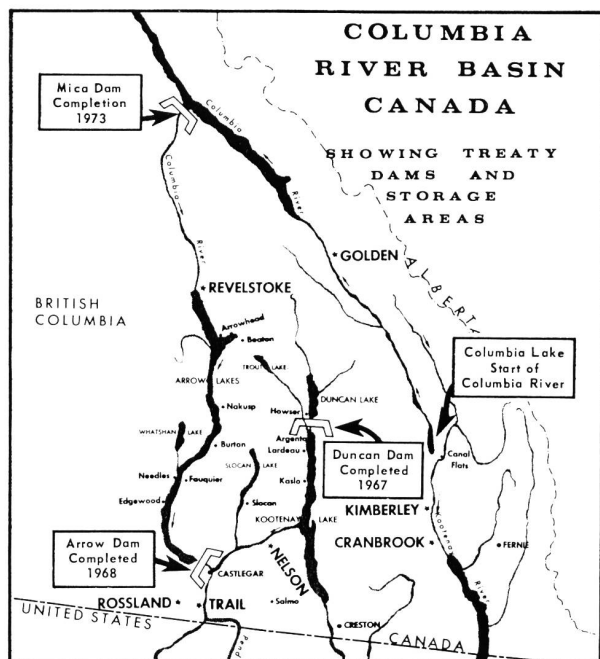 COLUMBIA
RIVER BASIN
CANADA
SHOWING TREATY
DAMS AND
STORAGE
AREAS
Mica Dam
Completion
1973
Columbia
River
Columbia
River
GOLDEN
ALBERT
REVELSTOKE
BRITISH
COLUMBIA
Arrowhead
Beaton
TROUT LAKE
ARROW LAKES
DUNCAN LAKE
Columbia Lake
Start of
Columbia River
Nakusp
Howser
WHATSHAN LAKE
Argenta
Lardeau
Burton
Duncan Dam
Completed
1967
Canal
Flats
SLOCAN
LAKE
Needles
Fauquier
Kaslo
Edgewood
Slocan
KOOTENAY LAKE
KIMBERLEY
Kootenay
River
CRANBROOK
FERNIE
Arrow Dam
Completed
1968
CASTLEGAR
NELSON
ROSSLAND
TRAIL
Salmo
CRESTON
UNITED STATES
CANADA
Pend